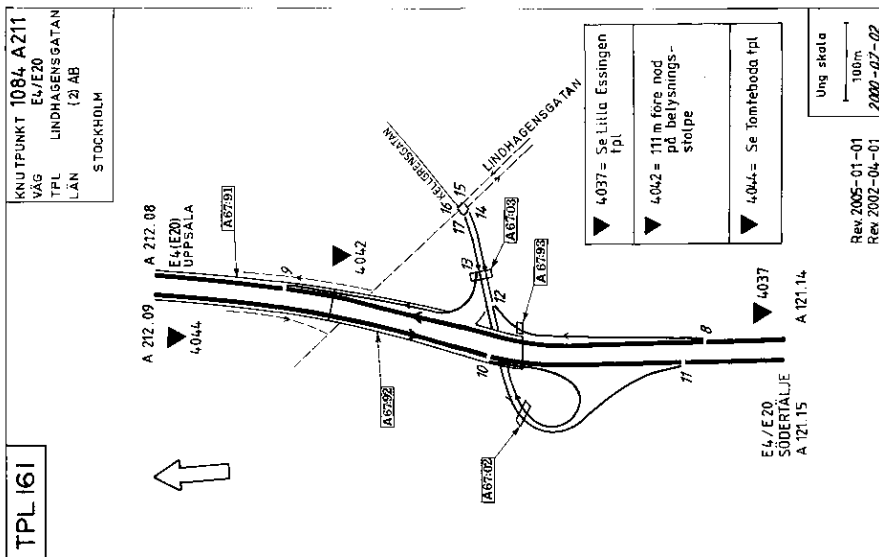 TPL 161
KNUTPUNKT 1084 A211
VÄG E4/E20
TPL LINDHAGENSGATAN
LÄN (2) AB
STOCKHOLM
A 212.09
A 212.08
E4(E20)
UPPSALA
A67:91
4044
9
4042
KELLGRENSGATAN
LINDHAGENSGATAN
16
15
17
14
13
A67:03
A67:92
12
A67:93
10
A67:02
8
11
4037
E4/E20
SÖDERTÄLJE
A 121.15
A 121.14
4037 = Se Lilla Essingen
tpl
4042 = 111 m före nod
på belysnings-
stolpe
4044 = Se Tomteboda tpl
Ung skala
100m
Rev. 2005-01-01
Rev. 2002-04-01
2000-07-02